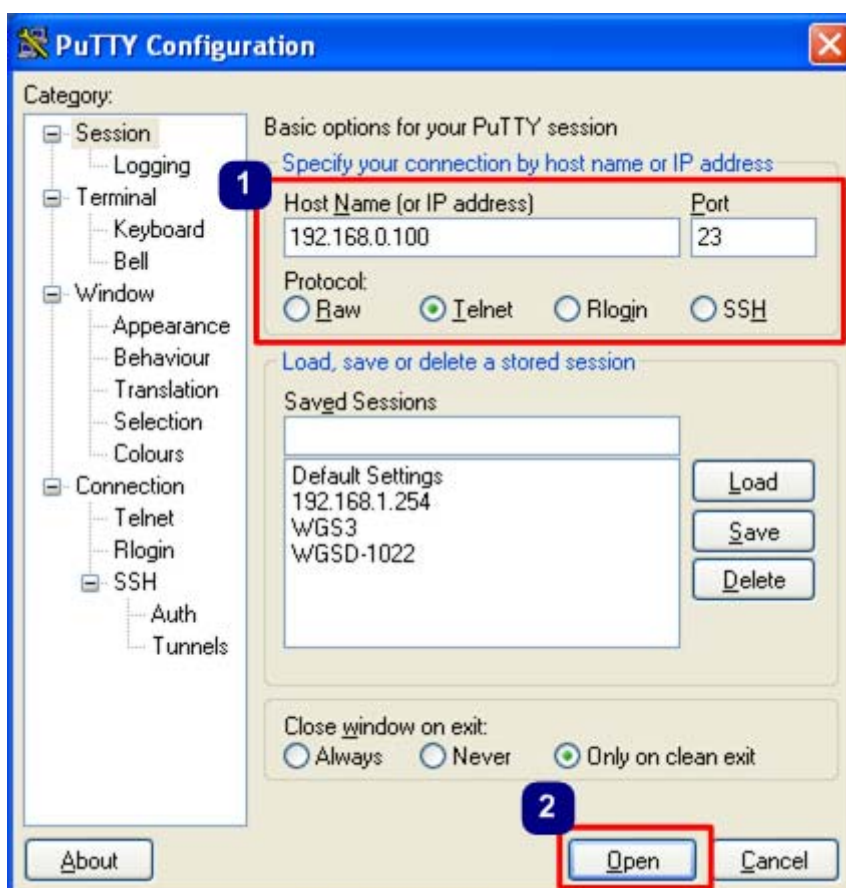 PuTTY Configuration
Category:
Session
Logging
Terminal
Keyboard
Bell
Window
Appearance
Behaviour
Translation
Selection
Colours
Connection
Telnet
Rlogin
SSH
Auth
Tunnels
Basic options for your PuTTY session
Specify your connection by host name or IP address
1
Host Name (or IP address) Port
192.168.0.100 23
Protocol:
Raw Telnet Rlogin SSH
Load, save or delete a stored session
Saved Sessions
Default Settings
192.168.1.254
WGS3
WGSD-1022
Load
Save
Delete
Close window on exit:
Always Never Only on clean exit
2
About Open Cancel